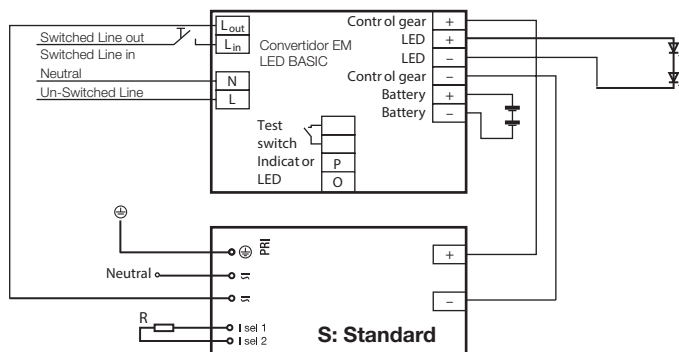 Switched Line out
Switched Line in
Neutral
Un-Switched Line
Lout
Lin
N
L
Convertidor EM
LED BASIC
Control gear +
LED +
LED –
Control gear –
Battery +
Battery –
Test
switch
Indicator P
LED O
PRI
Neutral
R
I sel 1
I sel 2
+
–
S: Standard